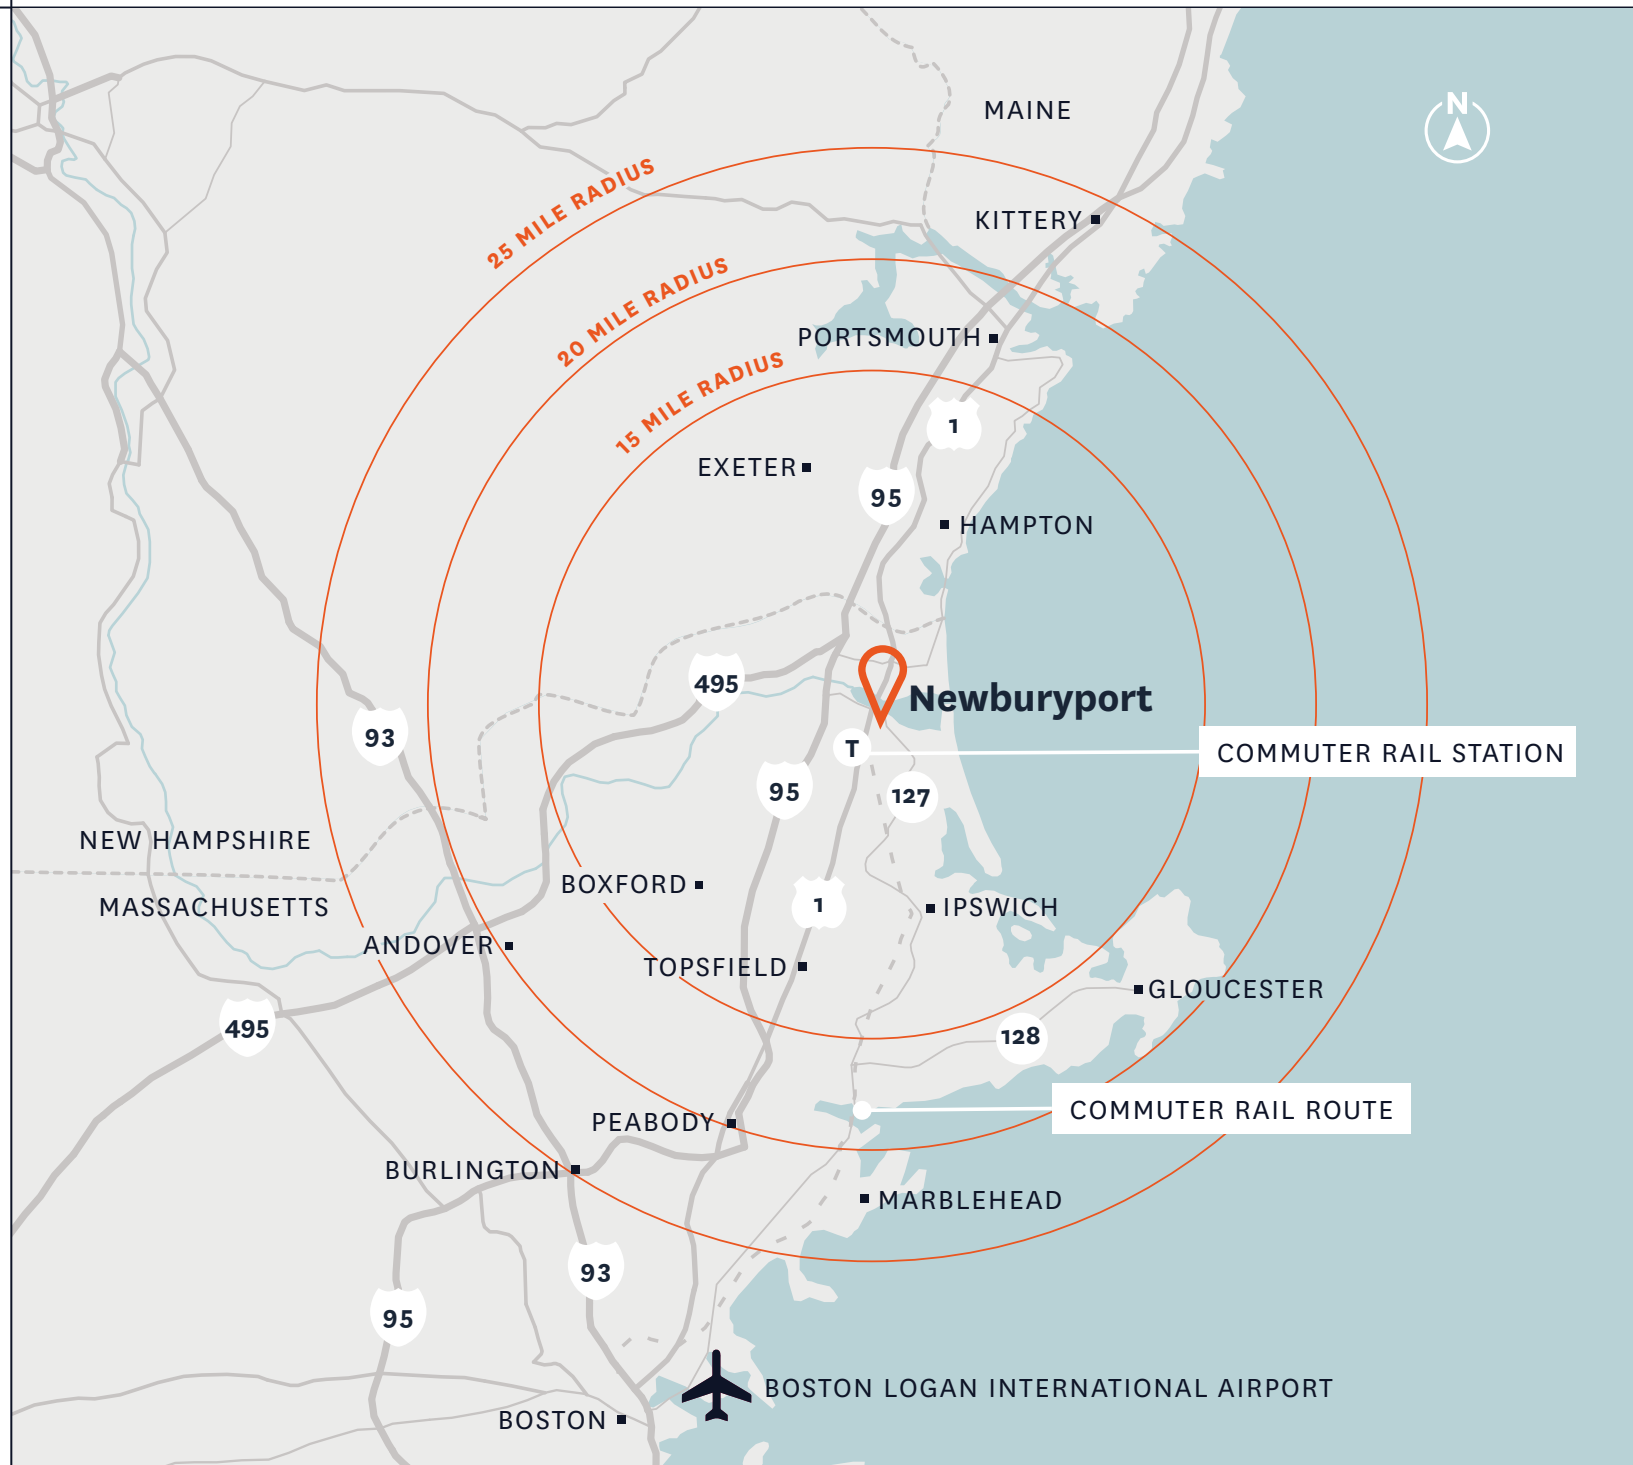 N
MAINE
25 MILE RADIUS
KITTERY
20 MILE RADIUS
PORTSMOUTH
15 MILE RADIUS
1
EXETER
95
HAMPTON
495
Newburyport
93
T
COMMUTER RAIL STATION
95
127
NEW HAMPSHIRE
BOXFORD
1
MASSACHUSETTS
IPSWICH
ANDOVER
TOPSFIELD
GLOUCESTER
495
128
COMMUTER RAIL ROUTE
PEABODY
BURLINGTON
MARBLEHEAD
93
95
BOSTON LOGAN INTERNATIONAL AIRPORT
BOSTON